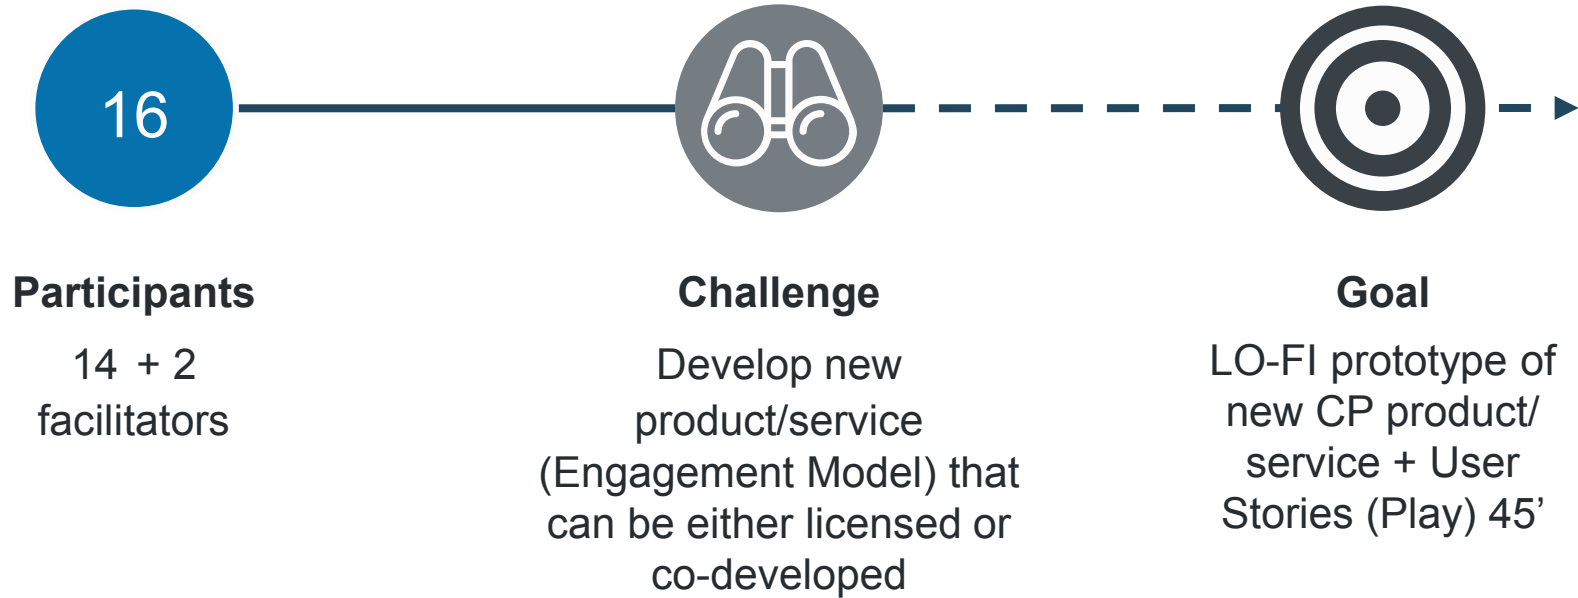 16
Participants
14 + 2
facilitators
Challenge
Develop new
product/service
(Engagement Model) that
can be either licensed or
co-developed
Goal
LO-FI prototype of
new CP product/
service + User
Stories (Play) 45’